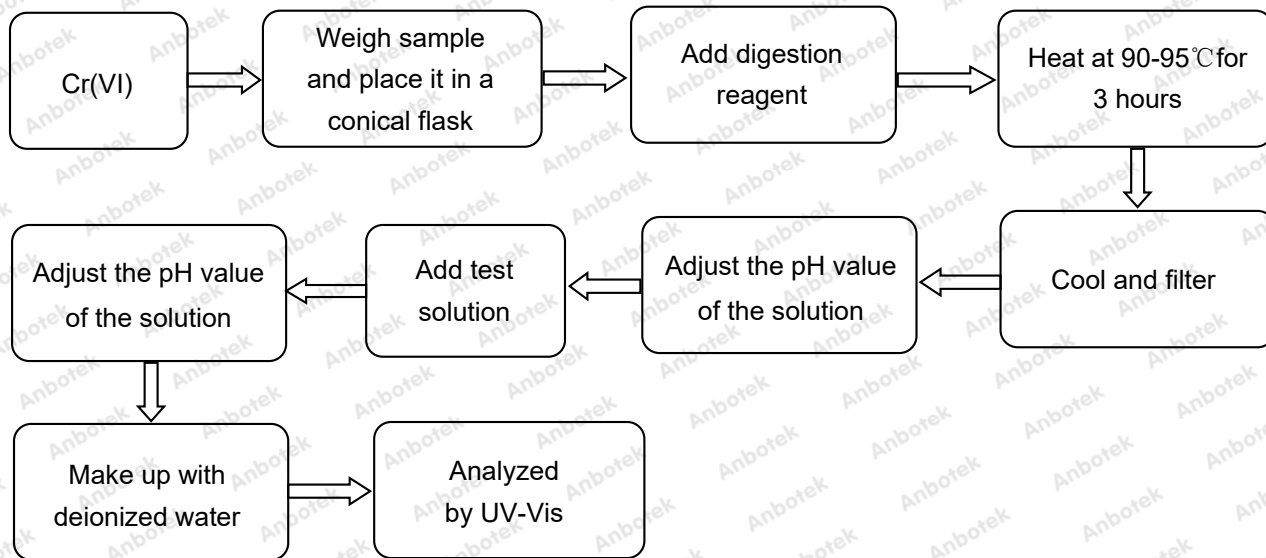 Cr(VI)
Weigh sample
and place it in a
conical flask
Add digestion
reagent
Heat at 90-95℃for
3 hours
Cool and filter
Adjust the pH value
of the solution
Add test
solution
Adjust the pH value
of the solution
Make up with
deionized water
Analyzed
by UV-Vis
Anbotek